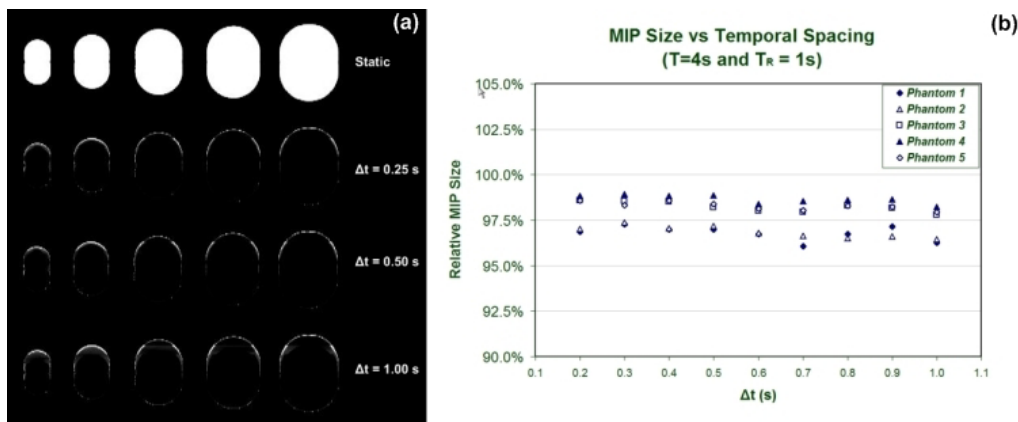 (a)
Static
Δt = 0.25 s
Δt = 0.50 s
Δt = 1.00 s
(b)
MIP Size vs Temporal Spacing
(T=4s and TR = 1s)
Relative MIP Size
105.0%
102.5%
100.0%
97.5%
95.0%
92.5%
90.0%
Phantom 1
Phantom 2
Phantom 3
Phantom 4
Phantom 5
0.1 0.2 0.3 0.4 0.5 0.6 0.7 0.8 0.9 1.0 1.1
Δt (s)